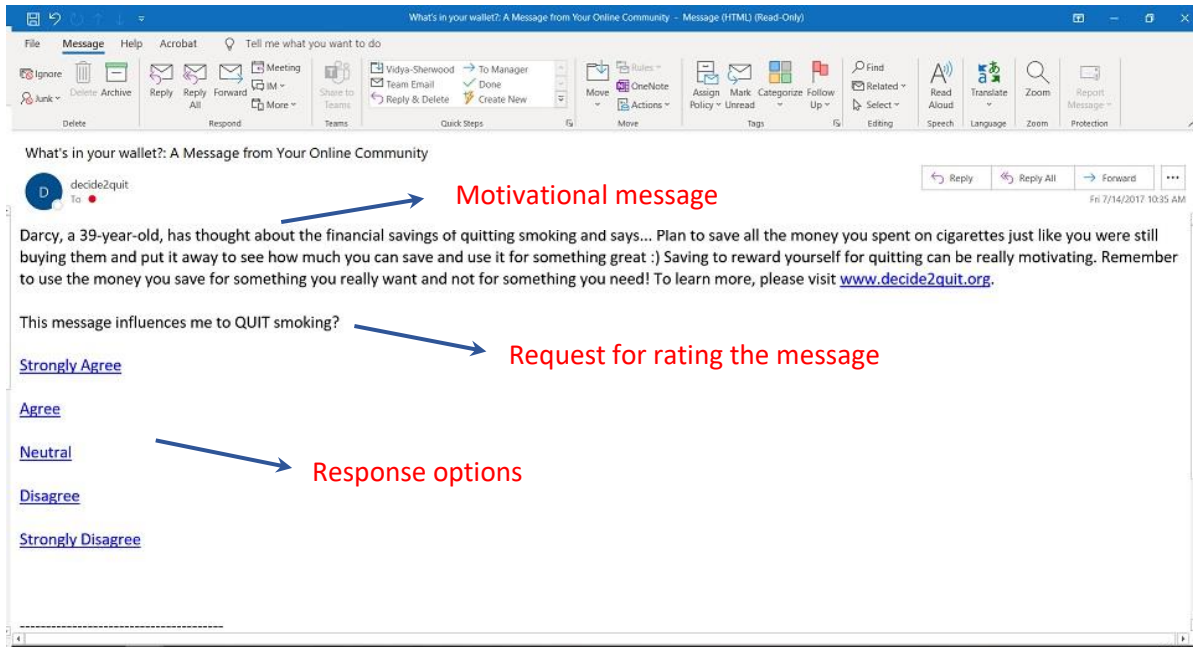 What's in your wallet?: A Message from Your Online Community - Message (HTML) (Read-Only)
File Message Help Acrobat Tell me what you want to do
Ignore
Junk
Delete
Archive
Delete
Reply
Reply All
Forward
Meeting
IM
More
Respond
Share to Teams
Teams
Vidya-Sherwood
Team Email
Reply & Delete
To Manager
Done
Create New
Quick Steps
Move
Rules
OneNote
Actions
Move
Assign Policy
Mark Unread
Categorize
Follow Up
Tags
Find
Related
Select
Editing
Read Aloud
Speech
Translate
Language
Zoom
Zoom
Report Message
Protection
What's in your wallet?: A Message from Your Online Community
D
decide2quit
To
Reply Reply All Forward
Fri 7/14/2017 10:35 AM
Motivational message
Darcy, a 39-year-old, has thought about the financial savings of quitting smoking and says... Plan to save all the money you spent on cigarettes just like you were still
buying them and put it away to see how much you can save and use it for something great :) Saving to reward yourself for quitting can be really motivating. Remember
to use the money you save for something you really want and not for something you need! To learn more, please visit www.decide2quit.org.
This message influences me to QUIT smoking?
Request for rating the message
Strongly Agree
Agree
Neutral
Response options
Disagree
Strongly Disagree
---------------------------------------